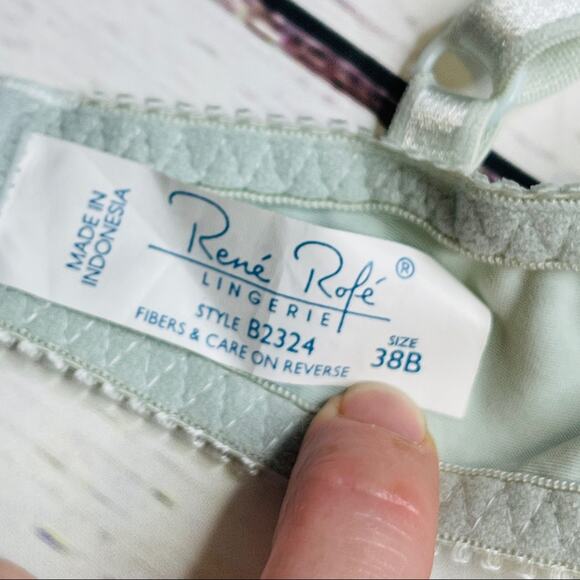 MADE IN
INDONESIA
René Rofé ®
LINGERIE
STYLE B2324
FIBERS & CARE ON REVERSE
SIZE
38B